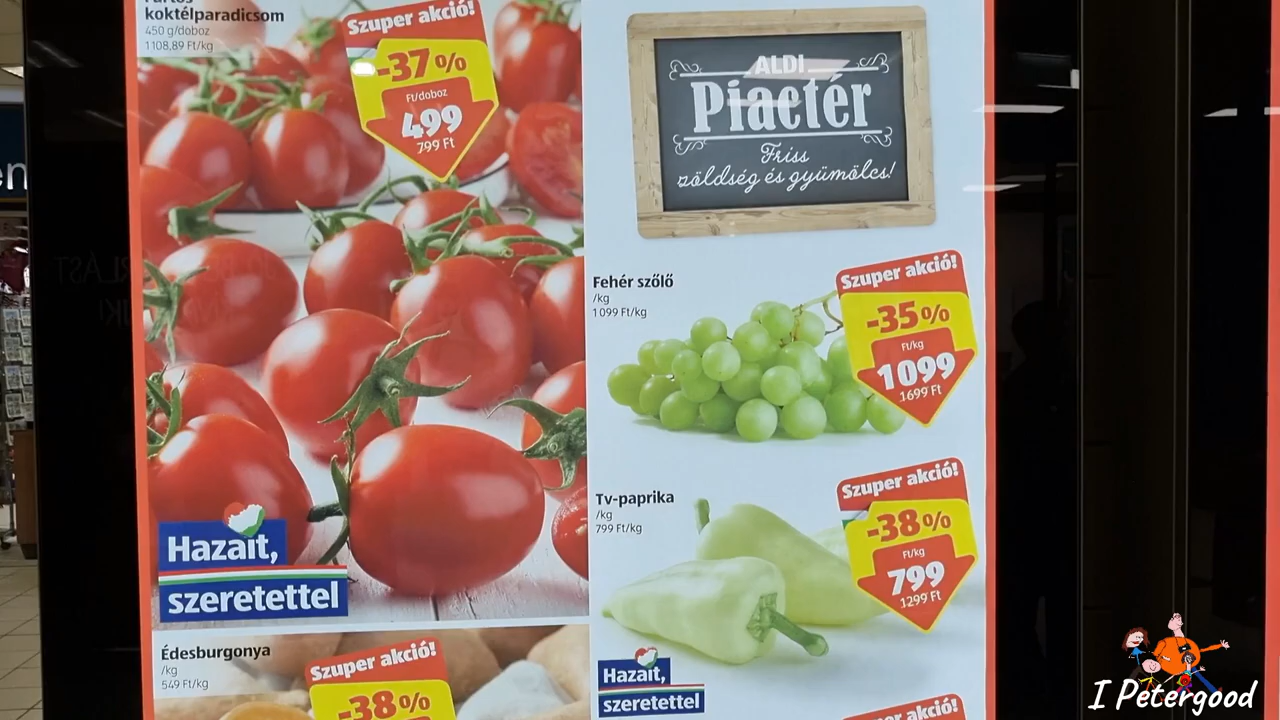 koktélparadicsom
450 g/doboz
1108,89 Ft/kg
Szuper akció!
-37%
Ft/doboz
499
799 Ft
Hazait,
szeretettel
Édesburgonya
/kg
549 Ft/kg
Szuper akció!
-38%
ALDI
Piactér
Friss
zöldség és gyümölcs!
Fehér szőlő
/kg
1099 Ft/kg
Szuper akció!
-35%
Ft/kg
1099
1699 Ft
Tv-paprika
/kg
799 Ft/kg
Szuper akció!
-38%
Ft/kg
799
1299 Ft
Hazait,
szeretettel
Szuper akció!
en
I Petergood